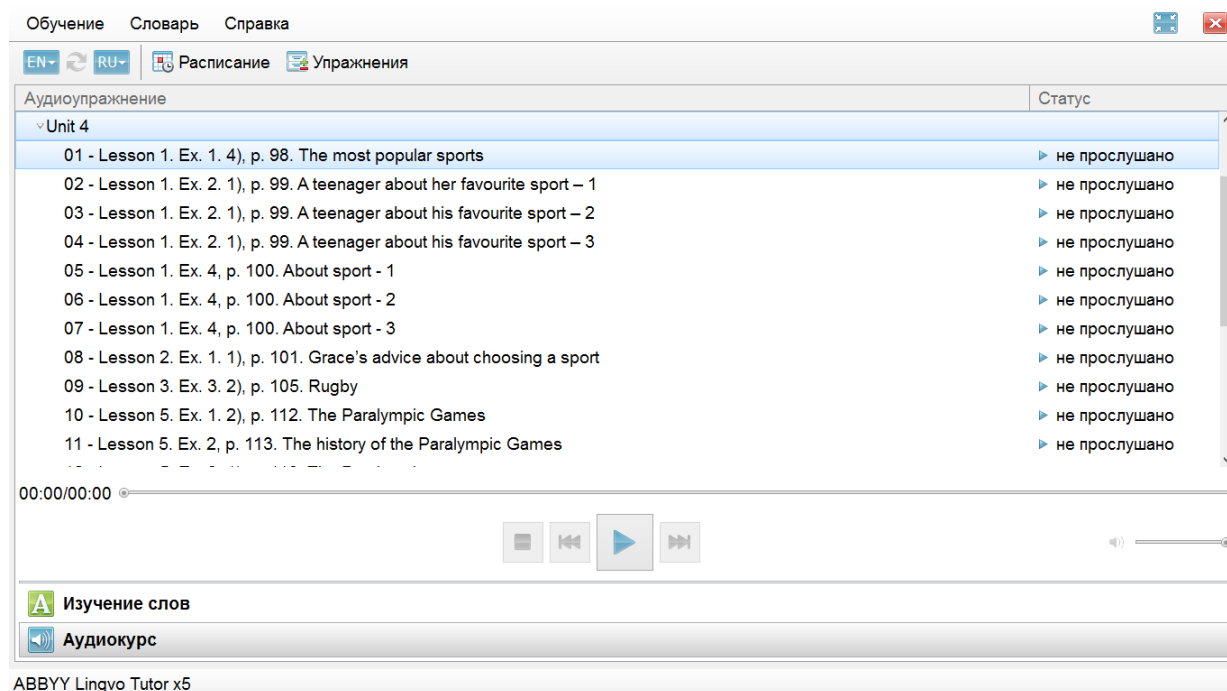 Обучение Словарь Справка
EN RU Расписание Упражнения
Аудиоупражнение Статус
Unit 4
01 - Lesson 1. Ex. 1. 4), p. 98. The most popular sports не прослушано
02 - Lesson 1. Ex. 2. 1), p. 99. A teenager about her favourite sport – 1 не прослушано
03 - Lesson 1. Ex. 2. 1), p. 99. A teenager about his favourite sport – 2 не прослушано
04 - Lesson 1. Ex. 2. 1), p. 99. A teenager about his favourite sport – 3 не прослушано
05 - Lesson 1. Ex. 4, p. 100. About sport - 1 не прослушано
06 - Lesson 1. Ex. 4, p. 100. About sport - 2 не прослушано
07 - Lesson 1. Ex. 4, p. 100. About sport - 3 не прослушано
08 - Lesson 2. Ex. 1. 1), p. 101. Grace’s advice about choosing a sport не прослушано
09 - Lesson 3. Ex. 3. 2), p. 105. Rugby не прослушано
10 - Lesson 5. Ex. 1. 2), p. 112. The Paralympic Games не прослушано
11 - Lesson 5. Ex. 2, p. 113. The history of the Paralympic Games не прослушано
00:00/00:00
A Изучение слов
Аудиокурс
ABBYY Lingvo Tutor x5